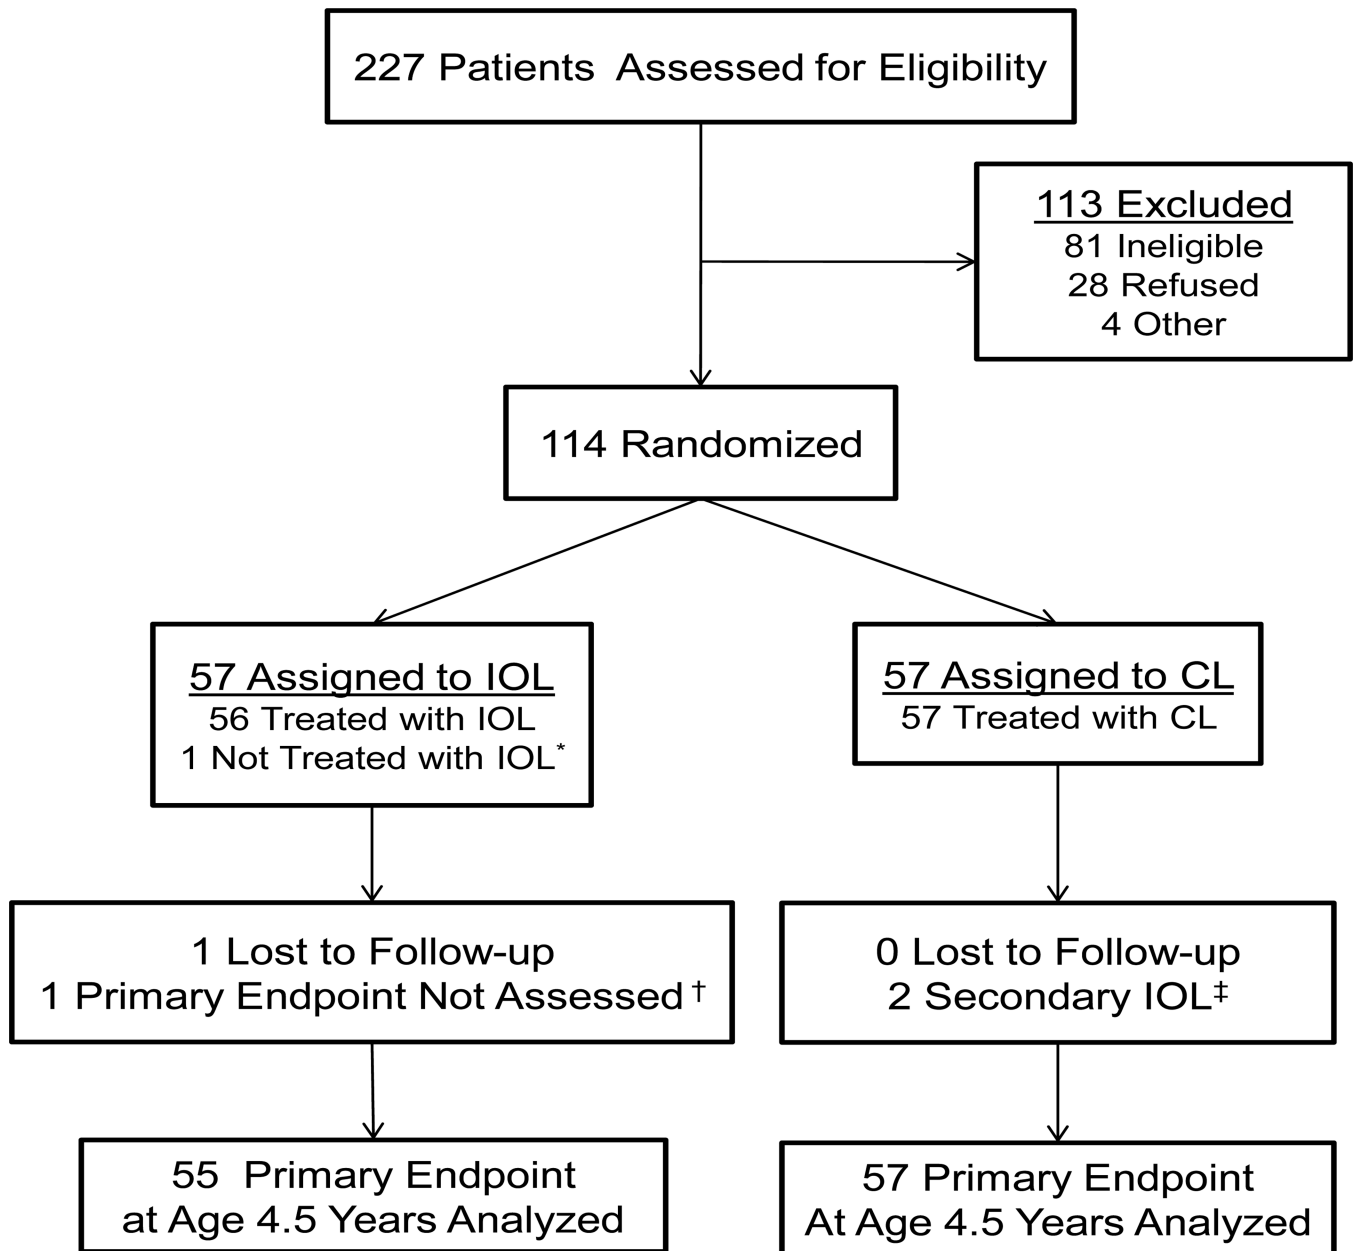 227 Patients  Assessed for Eligibility
113 Excluded
81 Ineligible
28 Refused
4 Other
114 Randomized
57 Assigned to IOL
56 Treated with IOL
1 Not Treated with IOL*
57 Assigned to CL
57 Treated with CL
1 Lost to Follow-up
1 Primary Endpoint Not Assessed †
0 Lost to Follow-up
2 Secondary IOL‡
55  Primary Endpoint
at Age 4.5 Years Analyzed
57 Primary Endpoint
At Age 4.5 Years Analyzed